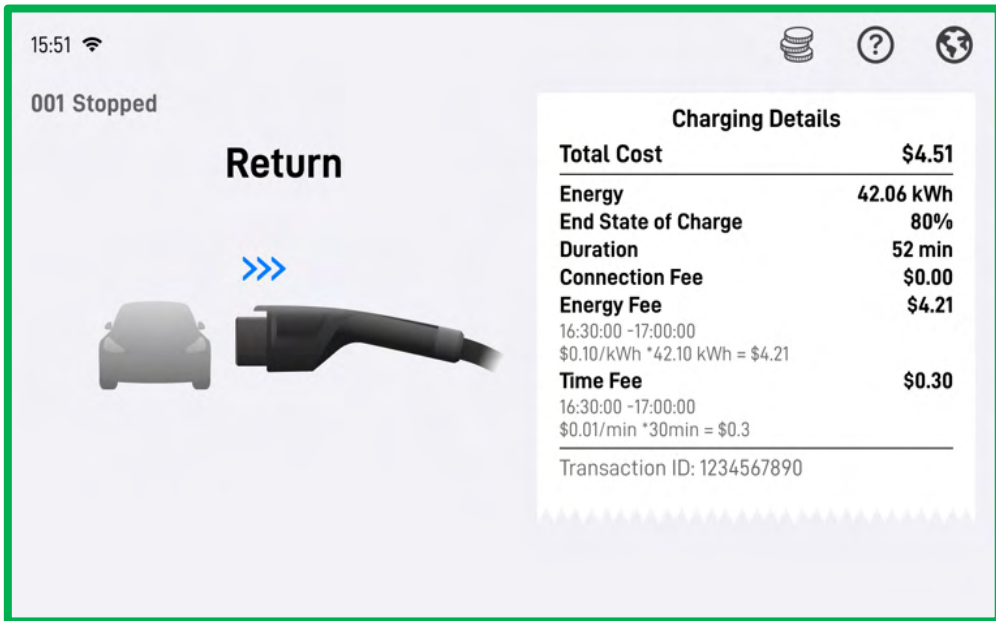 15:51
001 Stopped
Return
Charging Details
Total Cost $4.51
Energy 42.06 kWh
End State of Charge 80%
Duration 52 min
Connection Fee $0.00
Energy Fee $4.21
16:30:00 -17:00:00
$0.10/kWh *42.10 kWh = $4.21
Time Fee $0.30
16:30:00 -17:00:00
$0.01/min *30min = $0.3
Transaction ID: 1234567890